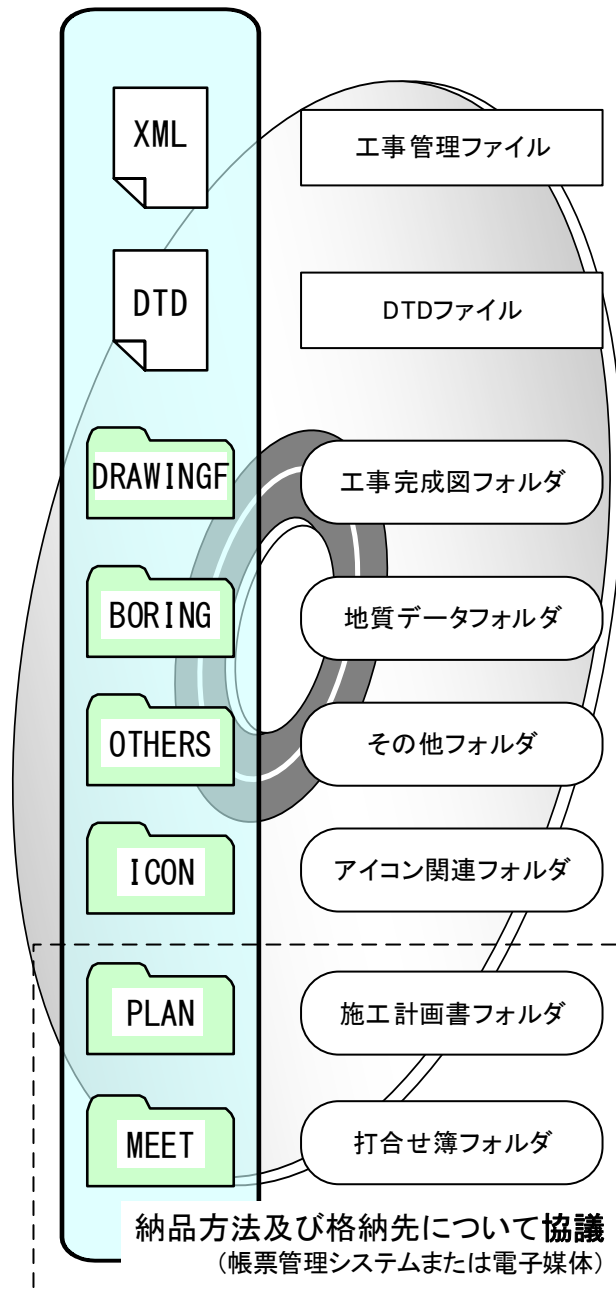 XML
工事管理ファイル
DTD
DTDファイル
DRAWINGF
工事完成図フォルダ
BORING
地質データフォルダ
OTHERS
その他フォルダ
ICON
アイコン関連フォルダ
PLAN
施工計画書フォルダ
MEET
打合せ簿フォルダ
納品方法及び格納先について協議
（帳票管理システムまたは電子媒体）